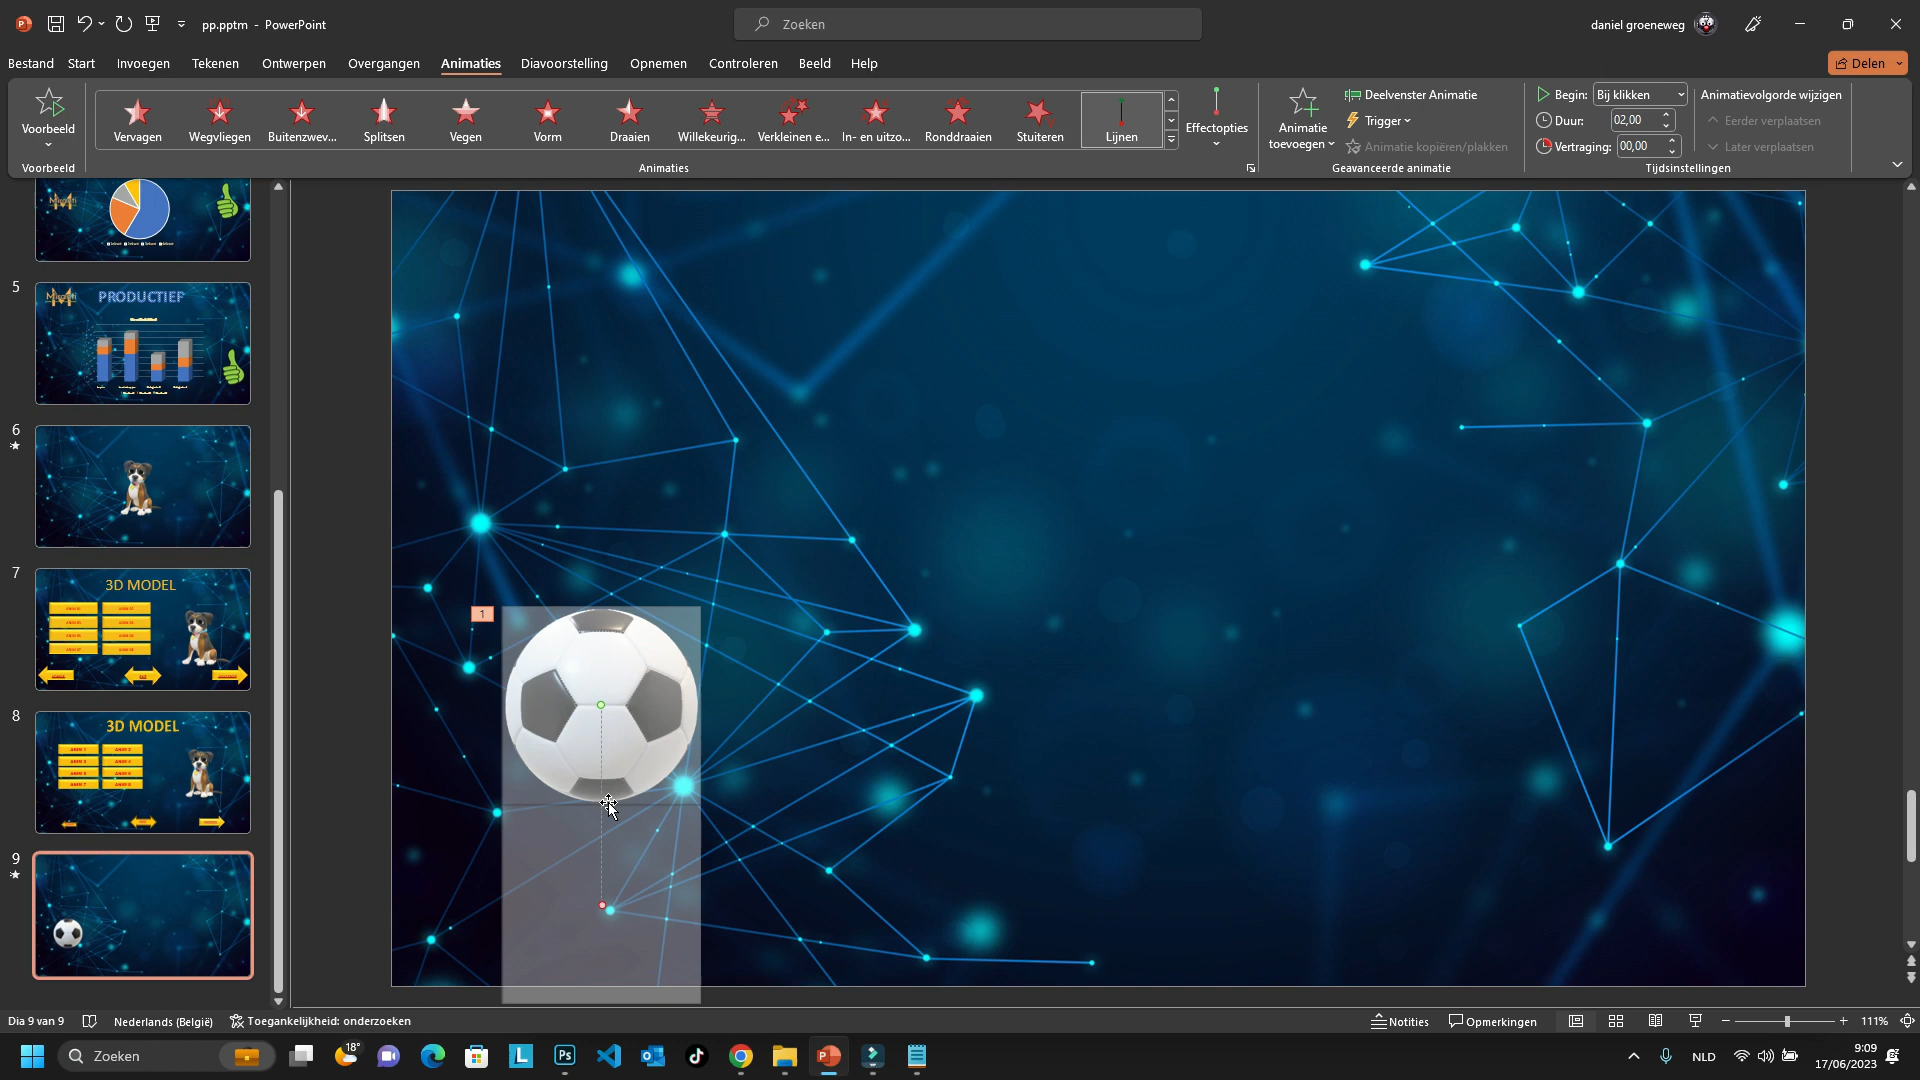 pp.pptm - PowerPoint
Zoeken
daniel groeneweg
Bestand Start Invoegen Tekenen Ontwerpen Overgangen Animaties Diavoorstelling Opnemen Controleren Beeld Help
Delen
Voorbeeld
Vervagen Wegvliegen Buitenzwev... Splitsen Vegen Vorm Draaien Willekeurig... Verkleinen e... In- en uitzo... Ronddraaien Stuiteren Lijnen
Effectopties
Animatie toevoegen
Deelvenster Animatie
Trigger
Animatie kopiëren/plakken
Begin: Bij klikken
Duur: 02,00
Vertraging: 00,00
Animatievolgorde wijzigen
Eerder verplaatsen
Later verplaatsen
Voorbeeld
Animaties
Geavanceerde animatie
Tijdsinstellingen
5
PRODUCTIEF
6
7
3D MODEL
8
3D MODEL
9
1
Dia 9 van 9
Nederlands (België)
Toegankelijkheid: onderzoeken
Notities
Opmerkingen
111%
Zoeken
18°
NLD
9:09
17/06/2023